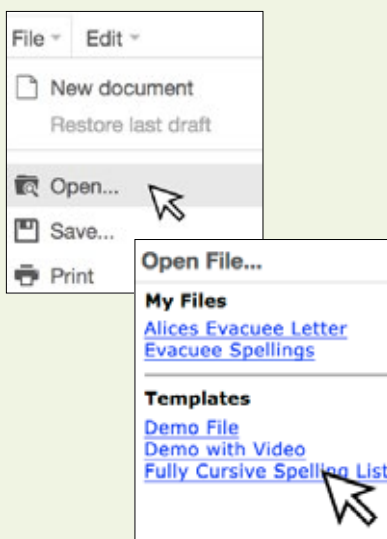 File Edit
New document
Restore last draft
Open...
Save...
Print
Open File...
My Files
Alices Evacuee Letter
Evacuee Spellings
Templates
Demo File
Demo with Video
Fully Cursive Spelling List